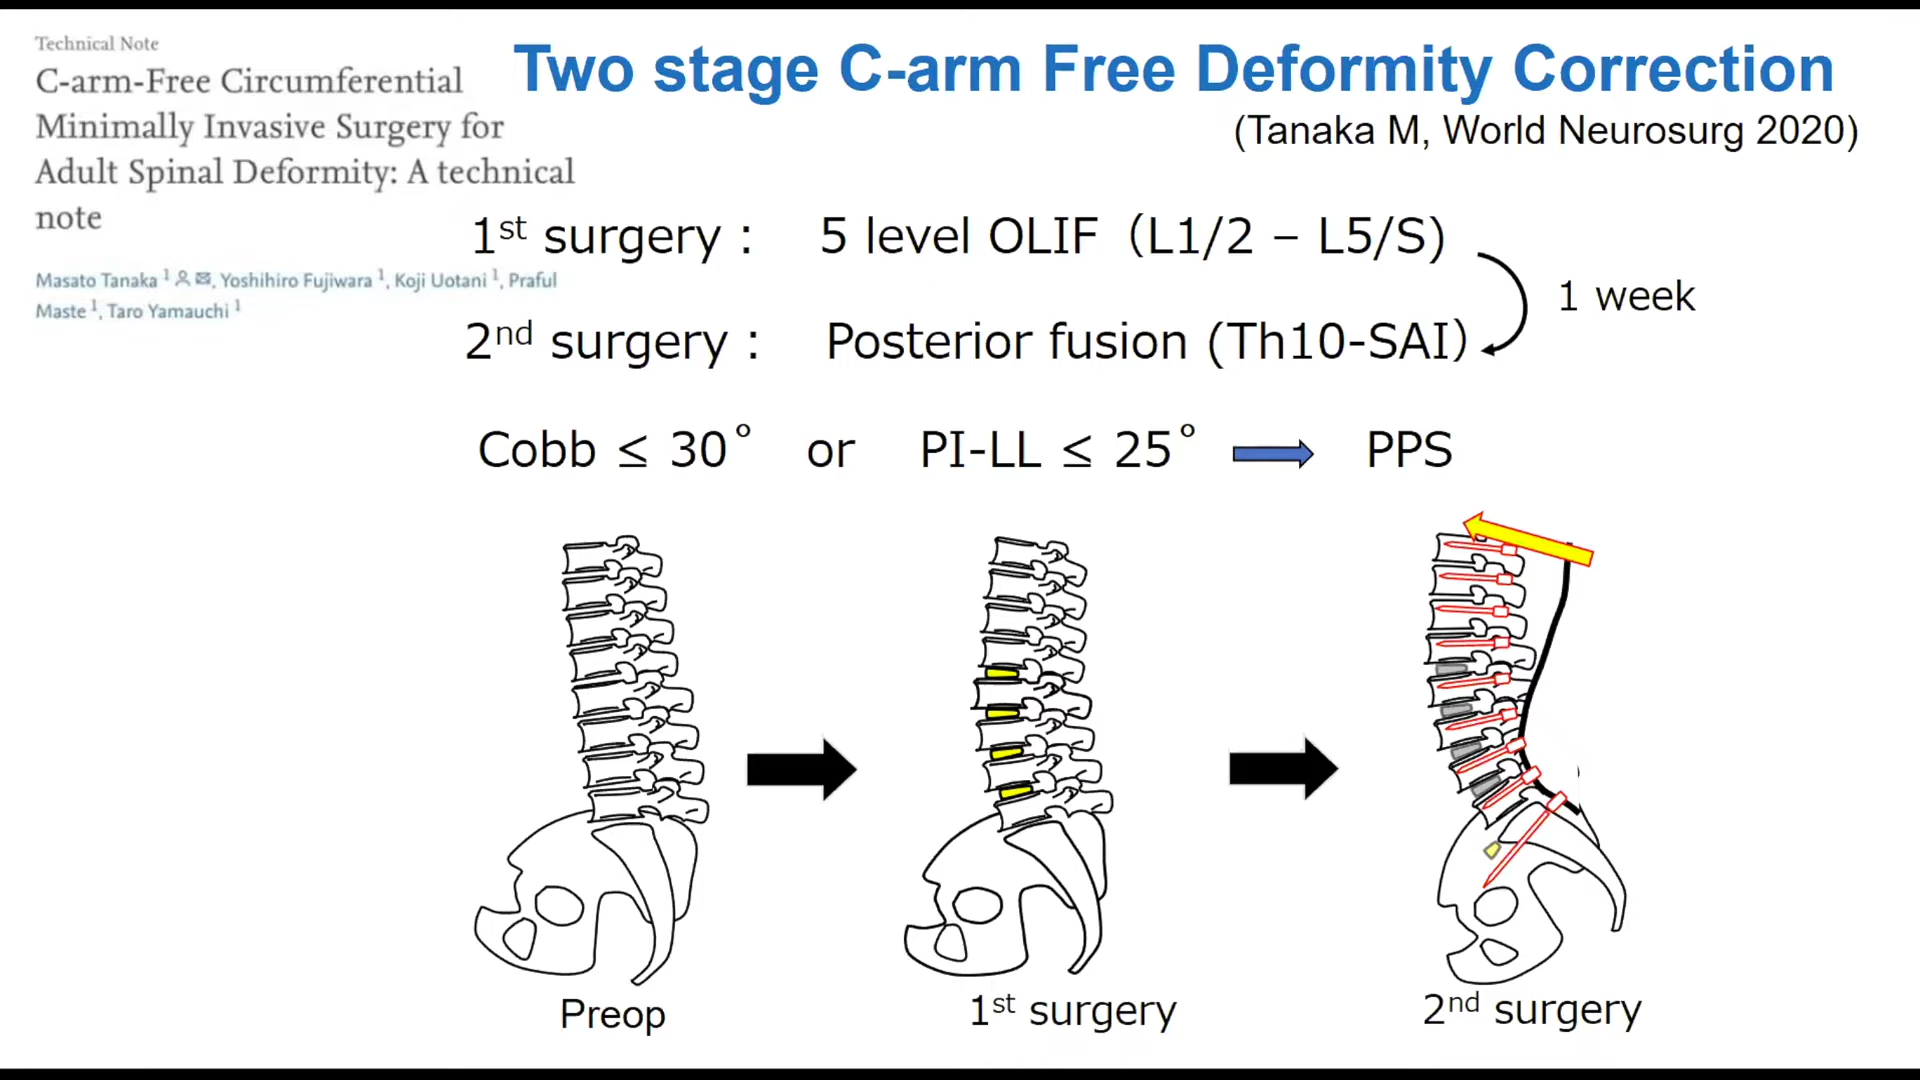 Technical Note
C-arm-Free Circumferential
Minimally Invasive Surgery for
Adult Spinal Deformity: A technical
note
Masato Tanaka 1, Yoshihiro Fujiwara 1, Koji Uotani 1, Praful
Maste 1, Taro Yamauchi 1
Two stage C-arm Free Deformity Correction
(Tanaka M, World Neurosurg 2020)
1st surgery : 5 level OLIF (L1/2 – L5/S)
1 week
2nd surgery : Posterior fusion (Th10-SAI)
Cobb ≤ 30° or PI-LL ≤ 25° PPS
Preop
1st surgery
2nd surgery